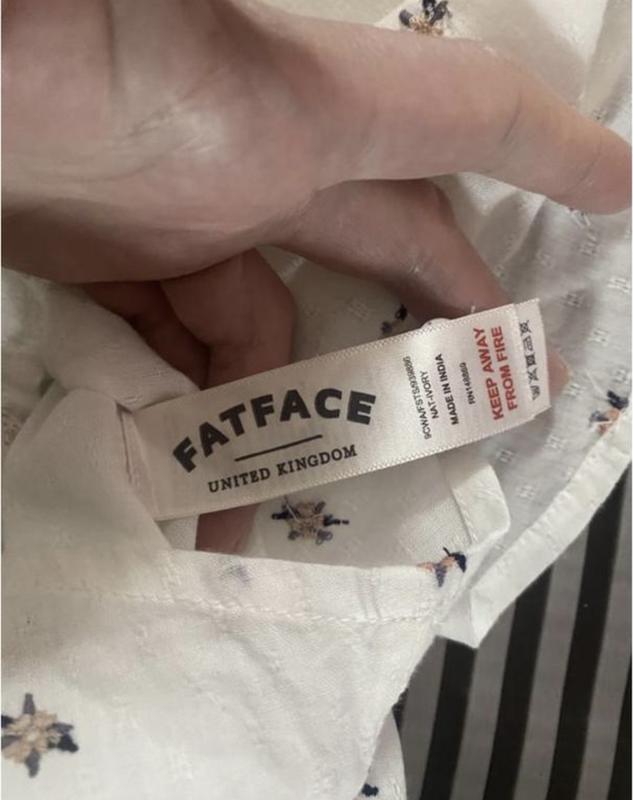 FATFACE
UNITED KINGDOM
NAT-IVORY
MADE IN INDIA
KEEP AWAY
FROM FIRE